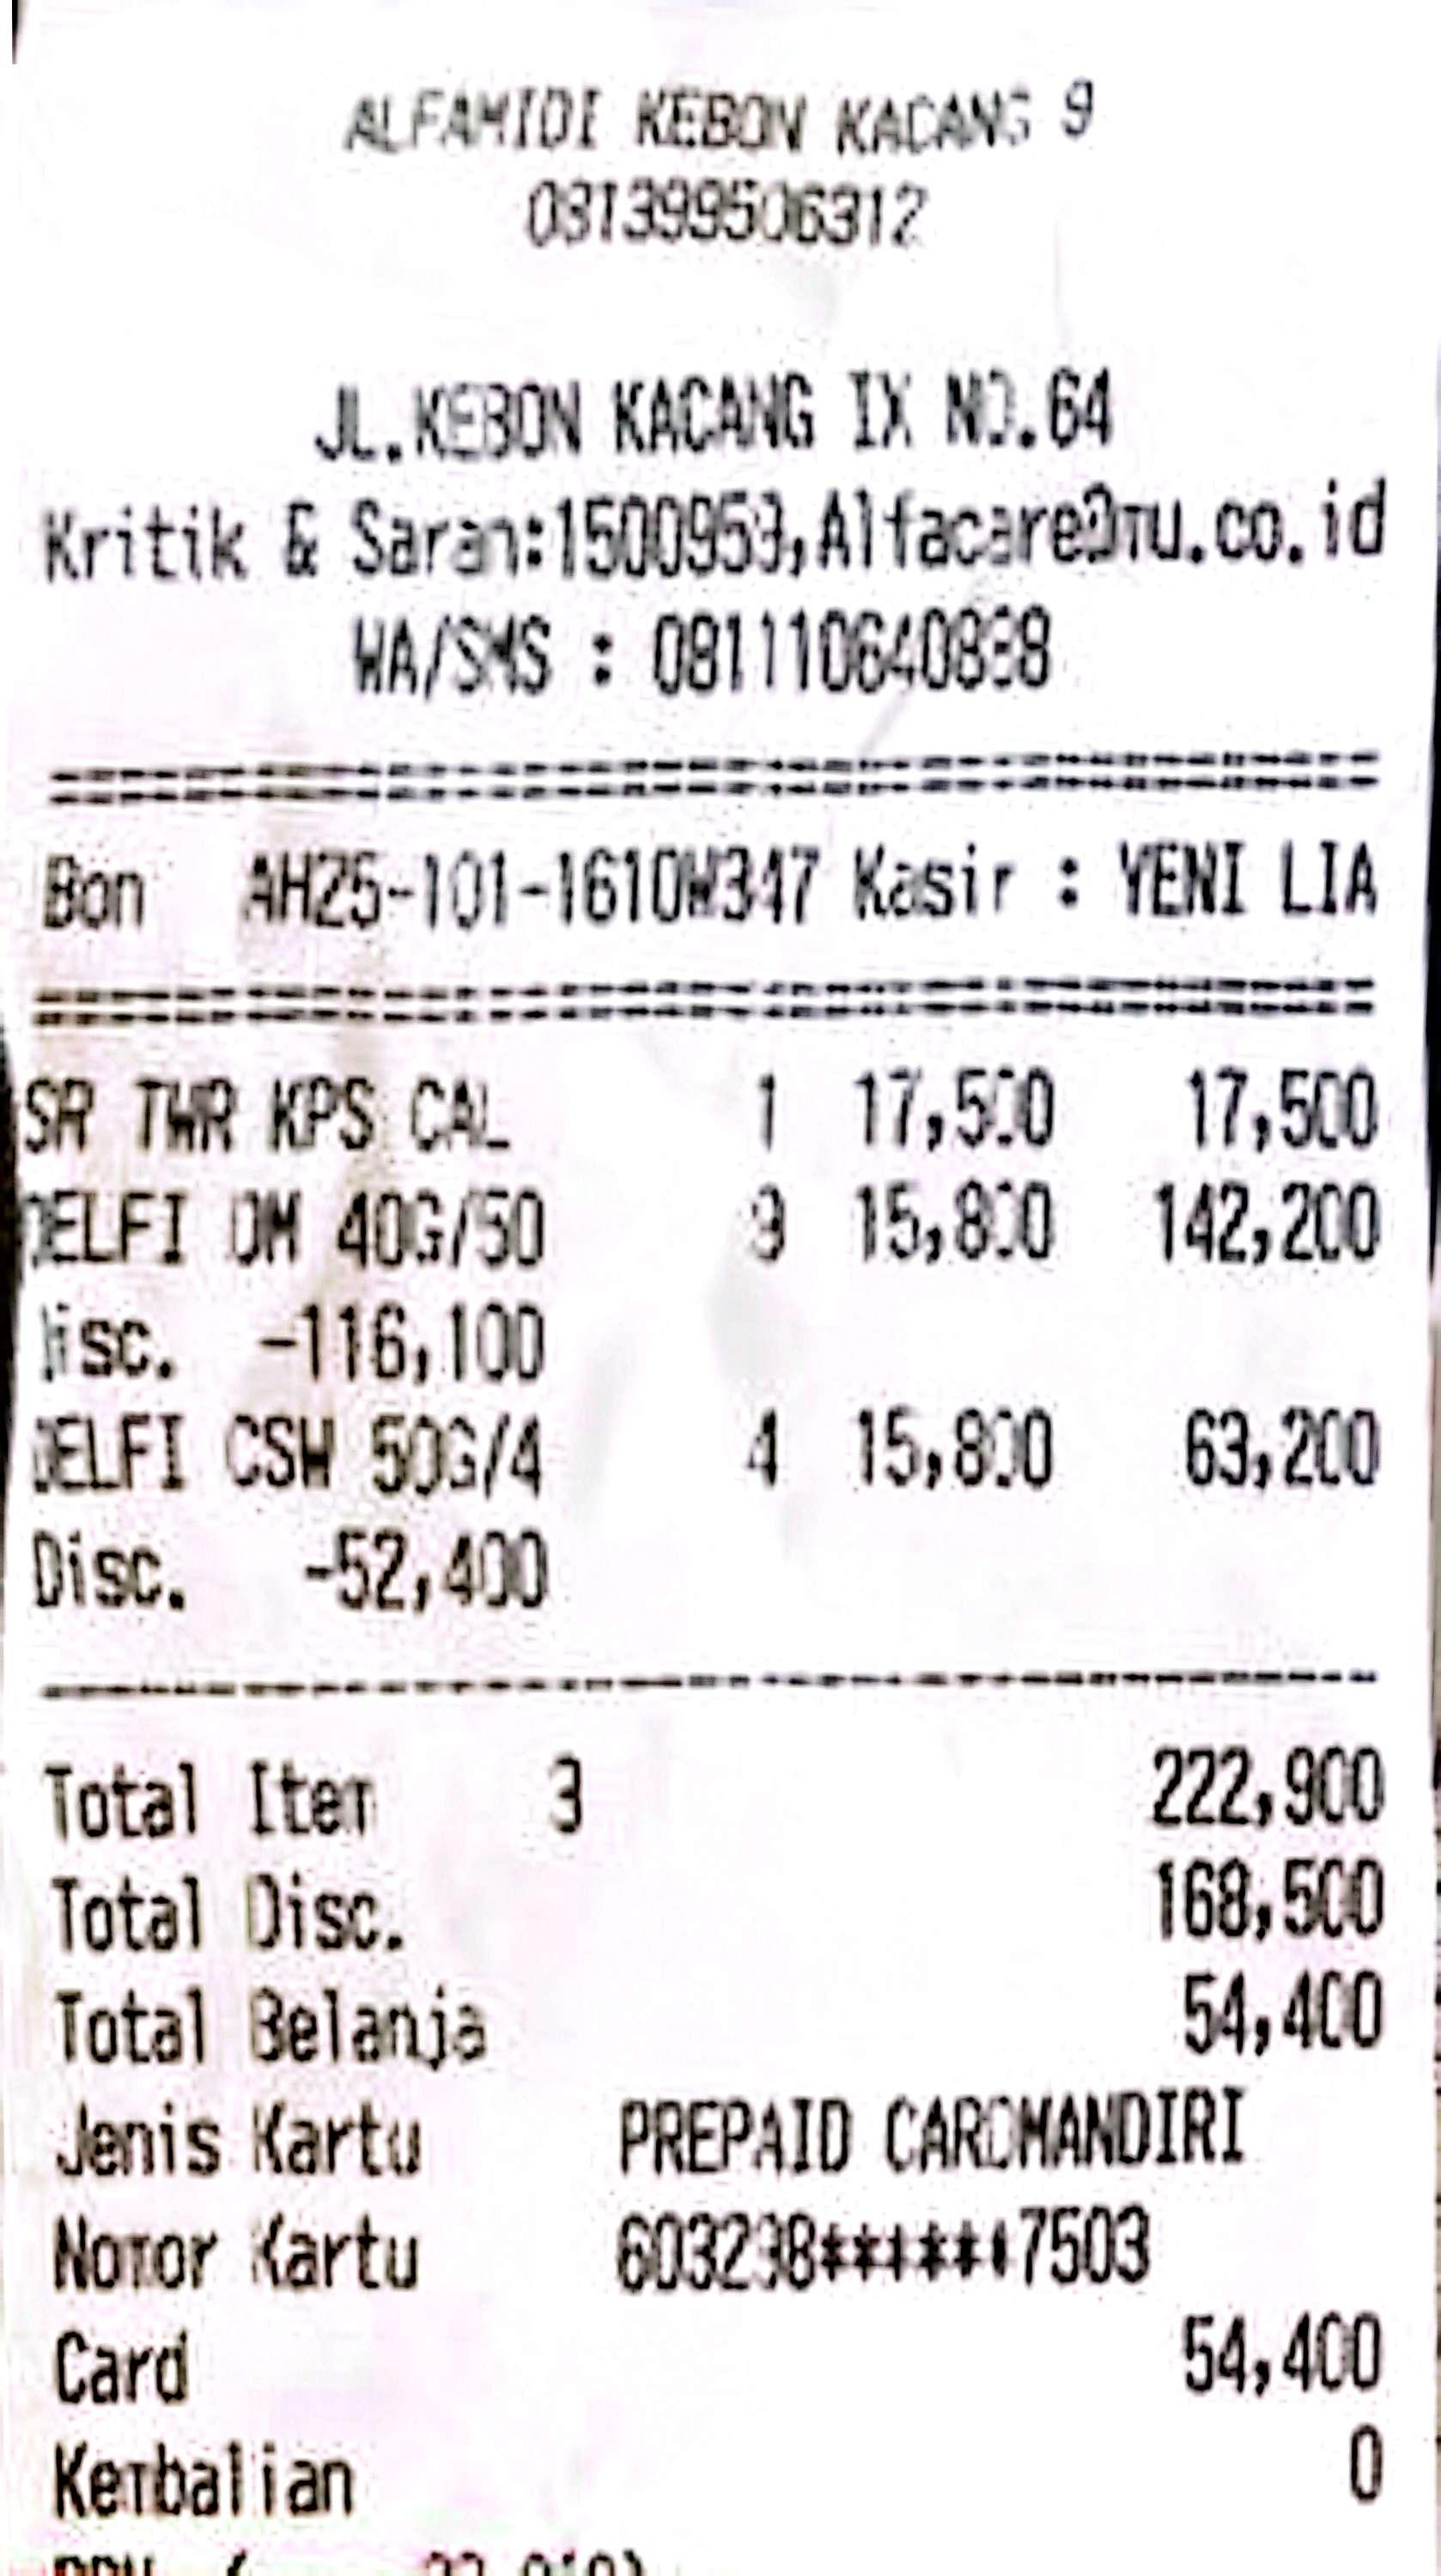 ALFAMIDI KEBON KACANG 9
081399506312
JL.KEBON KACANG IX NO.64
Kritik & Saran:1500959,Alfacare@mu.co.id
WA/SMS : 081110640888
Bon AH25-101-1610W347 Kasir : YENI LIA
SR TWR KPS CAL 1 17,500 17,500
DELFI DM 40G/50 9 15,800 142,200
Disc. -116,100
DELFI CSW 50G/4 4 15,800 63,200
Disc. -52,400
Total Item 3 222,900
Total Disc. 168,500
Total Belanja 54,400
Jenis Kartu PREPAID CARDMANDIRI
Nomor Kartu 603298******7503
Card 54,400
Kembalian 0